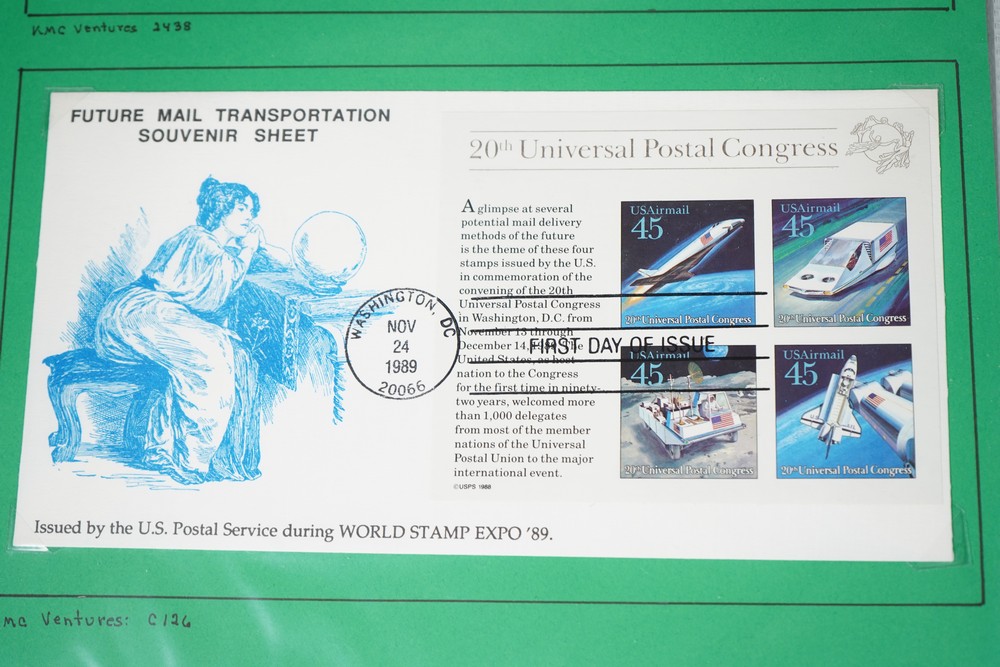 KMC Ventures 2438
FUTURE MAIL TRANSPORTATION
SOUVENIR SHEET
20th Universal Postal Congress
A glimpse at several
potential mail delivery
methods of the future
is the theme of these four
stamps issued by the U.S.
in commemoration of the
convening of the 20th
Universal Postal Congress
in Washington, D.C. from
November 13 through
December 14, 1989. The
United States, as host
nation to the Congress
for the first time in ninety-
two years, welcomed more
than 1,000 delegates
from most of the member
nations of the Universal
Postal Union to the major
international event.
©USPS 1988
USAirmail
45
20th Universal Postal Congress
USAirmail
45
20th Universal Postal Congress
USAirmail
45
20th Universal Postal Congress
USAirmail
45
20th Universal Postal Congress
WASHINGTON, DC
NOV
24
1989
20066
FIRST DAY OF ISSUE
Issued by the U.S. Postal Service during WORLD STAMP EXPO '89.
MC Ventures: C126